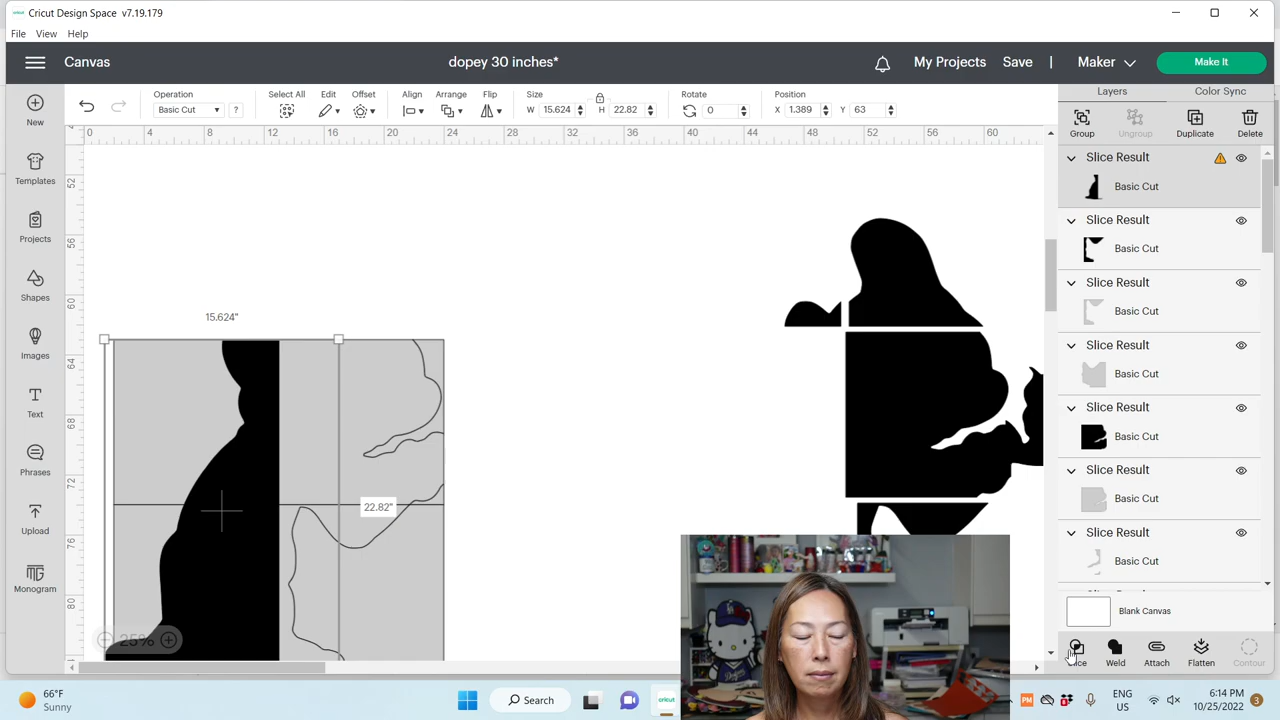 Cricut Design Space v7.19.179
File View Help
Canvas
dopey 30 inches*
My Projects Save | Maker Make It
Operation
Basic Cut ?
Select All
Edit
Offset
Align
Arrange
Flip
Size
W 15.624 H 22.82
Rotate
0
Position
X 1.389 Y 63
Layers Color Sync
Group Ungroup Duplicate Delete
0 4 8 12 16 20 24 28 32 36 40 44 48 52 56 60
52
56
60
64
68
72
76
80
New
Templates
Projects
Shapes
Images
Text
Phrases
Upload
Monogram
15.624"
22.82"
25%
Slice Result
Basic Cut
Slice Result
Basic Cut
Slice Result
Basic Cut
Slice Result
Basic Cut
Slice Result
Basic Cut
Slice Result
Basic Cut
Slice Result
Basic Cut
Blank Canvas
Slice Weld Attach Flatten Contour
66°F
Sunny
Search
cricut
PM
ENG
US
6:14 PM
10/25/2022
3